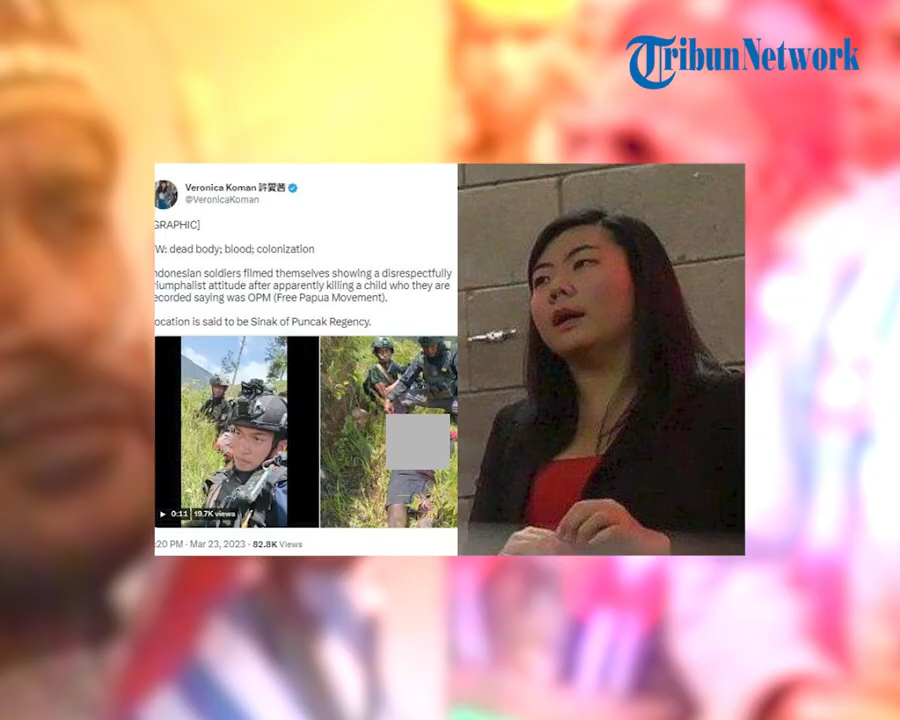 Tribun Network
Veronica Koman 許愛茜
@VeronicaKoman
GRAPHIC]
W: dead body; blood; colonization
ndonesian soldiers filmed themselves showing a disrespectfully
riumphalist attitude after apparently killing a child who they are
ecorded saying was OPM (Free Papua Movement).
ocation is said to be Sinak of Puncak Regency.
0:11 19.7K views
:20 PM · Mar 23, 2023 · 82.8K Views